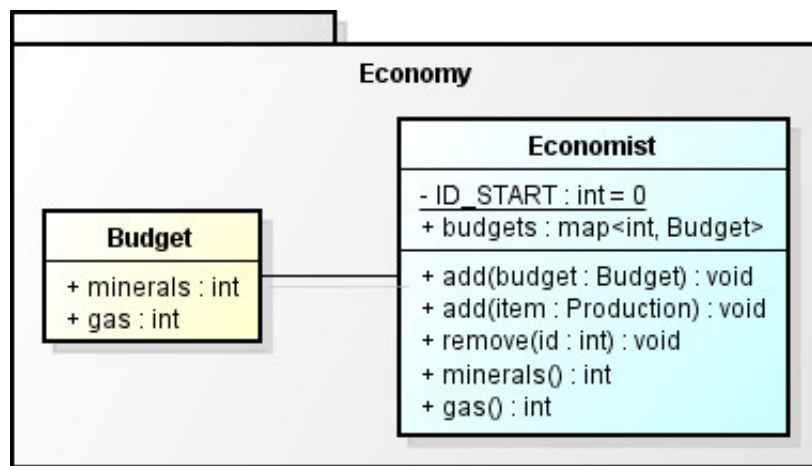 Economy
Budget
+ minerals : int
+ gas : int
Economist
- ID_START : int = 0
+ budgets : map<int, Budget>
+ add(budget : Budget) : void
+ add(item : Production) : void
+ remove(id : int) : void
+ minerals() : int
+ gas() : int